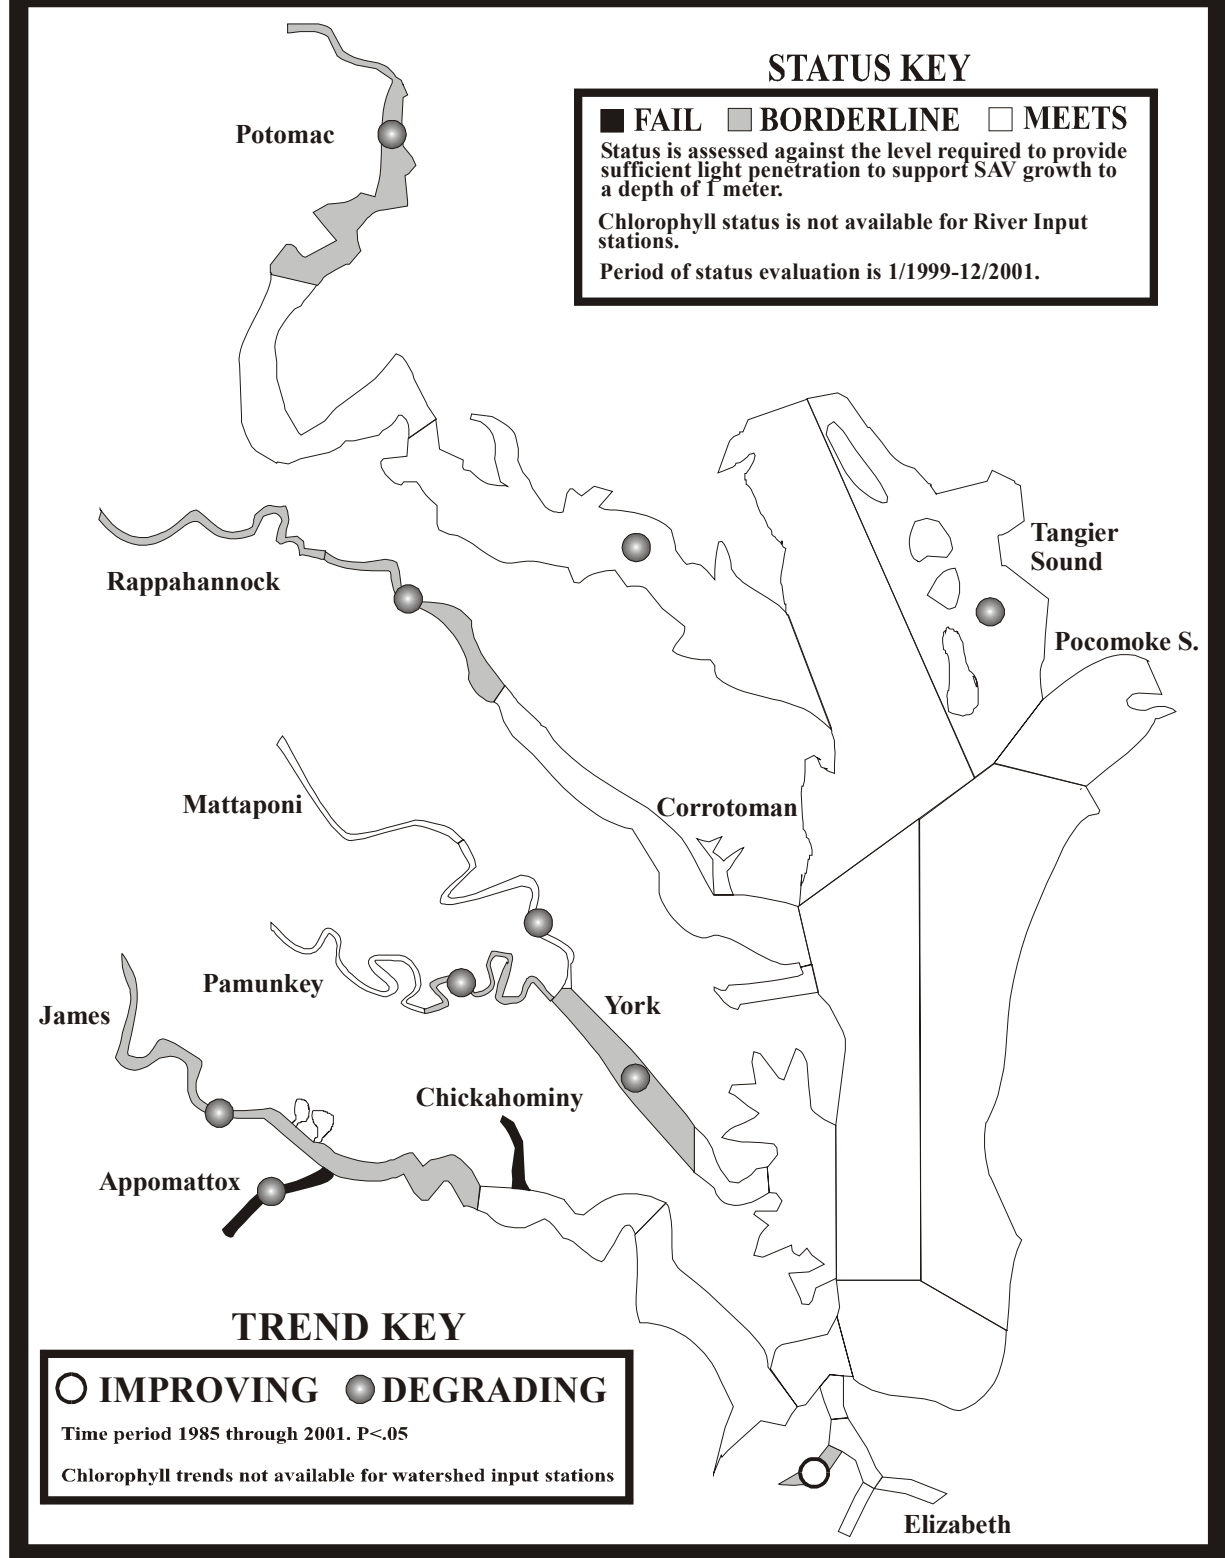 STATUS KEY
FAIL BORDERLINE MEETS
Status is assessed against the level required to provide
sufficient light penetration to support SAV growth to
a depth of 1 meter.
Chlorophyll status is not available for River Input
stations.
Period of status evaluation is 1/1999-12/2001.
Potomac
Tangier
Sound
Rappahannock
Pocomoke S.
Mattaponi
Corrotoman
Pamunkey
York
James
Chickahominy
Appomattox
TREND KEY
IMPROVING DEGRADING
Time period 1985 through 2001. P<.05
Chlorophyll trends not available for watershed input stations
Elizabeth